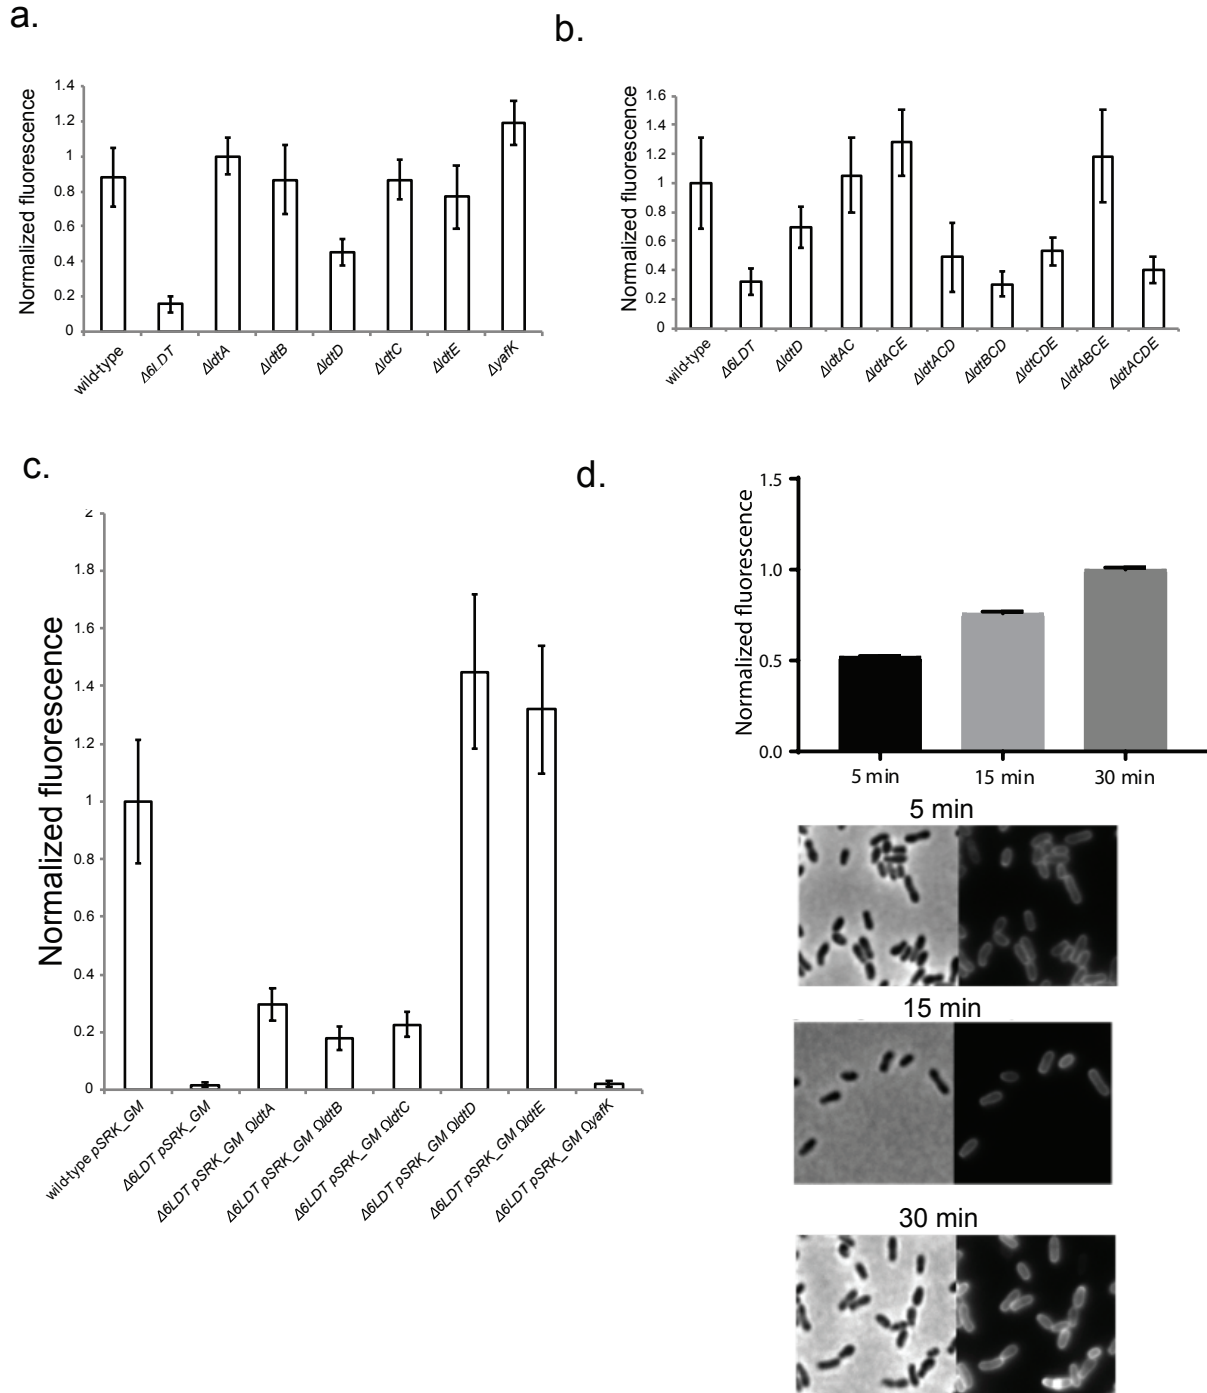 a.
Normalized fluorescence
1.4
1.2
1
0.8
0.6
0.4
0.2
0
wild-type
Δ6LDT
ΔldtA
ΔldtB
ΔldtD
ΔldtC
ΔldtE
ΔyafK
b.
Normalized fluorescence
1.6
1.4
1.2
1
0.8
0.6
0.4
0.2
0
wild-type
Δ6LDT
ΔldtD
ΔldtAC
ΔldtACE
ΔldtACD
ΔldtBCD
ΔldtCDE
ΔldtABCE
ΔldtACDE
c.
Normalized fluorescence
2
1.8
1.6
1.4
1.2
1
0.8
0.6
0.4
0.2
0
wild-type pSRK_GM
Δ6LDT pSRK_GM
Δ6LDT pSRK_GM ΩldtA
Δ6LDT pSRK_GM ΩldtB
Δ6LDT pSRK_GM ΩldtC
Δ6LDT pSRK_GM ΩldtD
Δ6LDT pSRK_GM ΩldtE
Δ6LDT pSRK_GM ΩyafK
d.
Normalized fluorescence
1.5
1.0
0.5
0.0
5 min
15 min
30 min
5 min
15 min
30 min